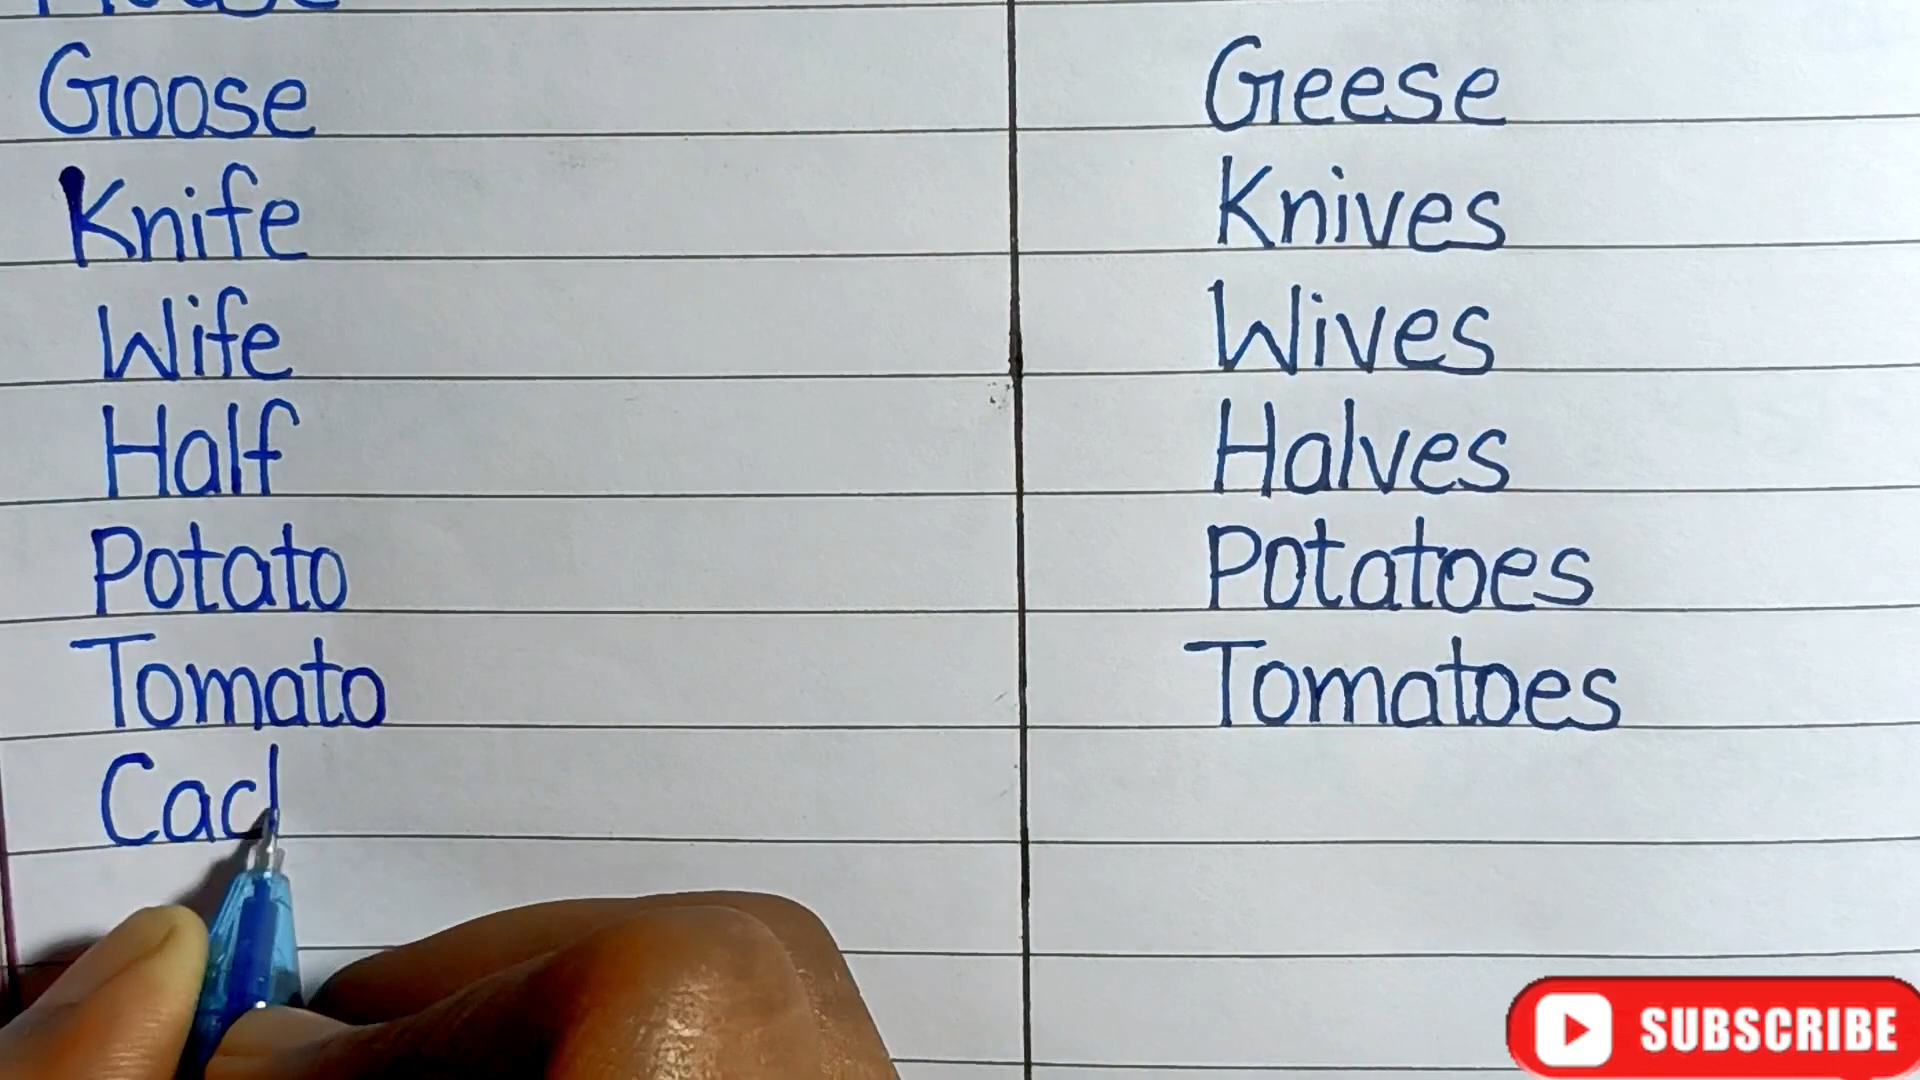 Goose Geese
Knife Knives
Wife Wives
Half Halves
Potato Potatoes
Tomato Tomatoes
Cacl
SUBSCRIBE